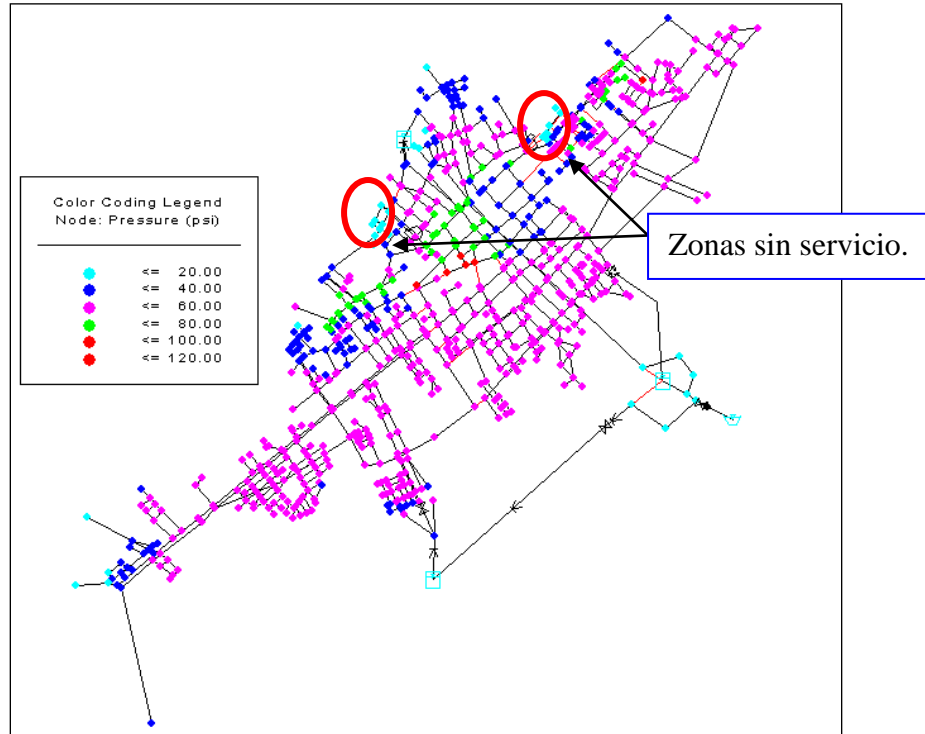 Color Coding Legend
Node: Pressure (psi)
<= 20.00
<= 40.00
<= 60.00
<= 80.00
<= 100.00
<= 120.00
Zonas sin servicio.